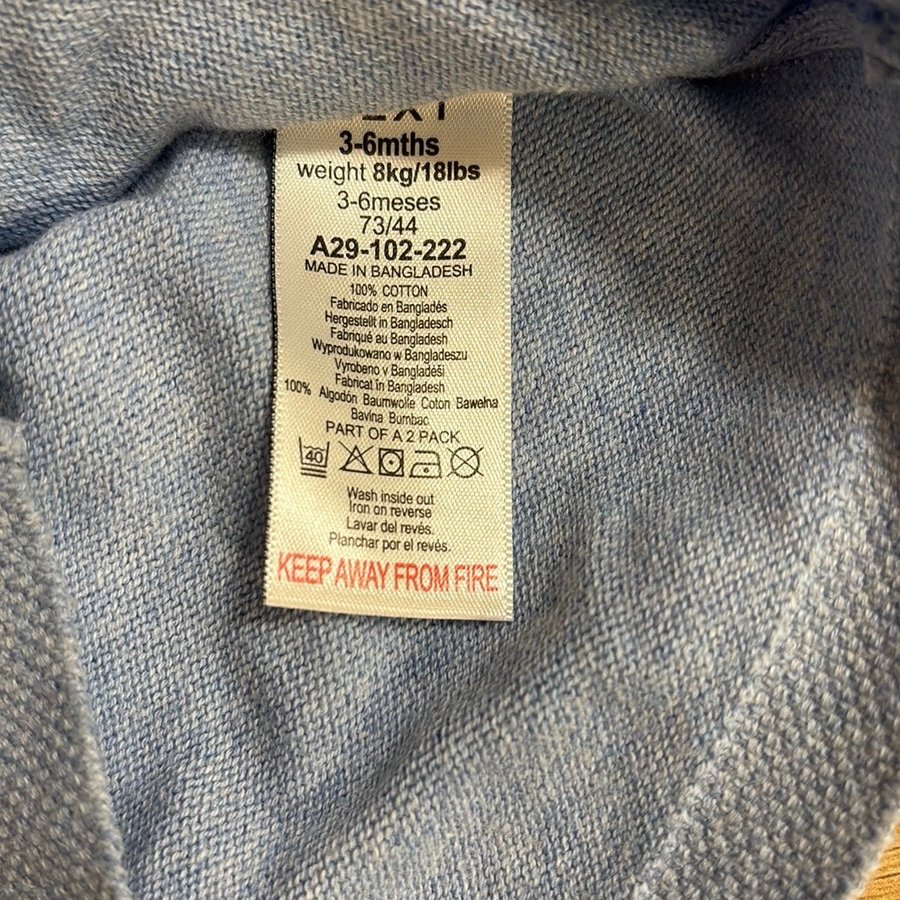 3-6mths
weight 8kg/18lbs
3-6meses
73/44
A29-102-222
MADE IN BANGLADESH
100% COTTON
Fabricado en Bangladés
Hergestellt in Bangladesch
Fabriqué au Bangladesh
Wyprodukowano w Bangladeszu
Vyrobeno v Bangladéši
Fabricat în Bangladesh
100% Algodón Baumwolle Coton Bawełna
Bavlna Bumbac
PART OF A 2 PACK
40
Wash inside out
Iron on reverse
Lavar del revés.
Planchar por el revés.
KEEP AWAY FROM FIRE